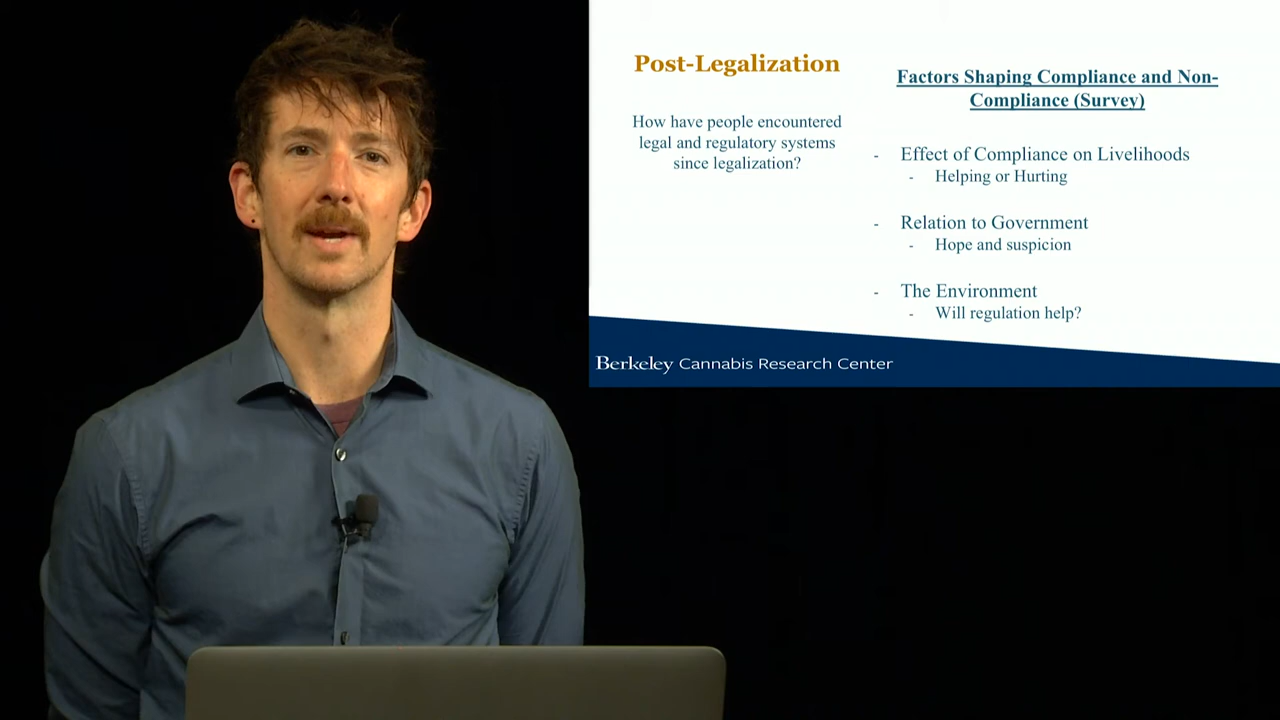 Post-Legalization
How have people encountered
legal and regulatory systems
since legalization?
Factors Shaping Compliance and Non-
Compliance (Survey)
- Effect of Compliance on Livelihoods
- Helping or Hurting
- Relation to Government
- Hope and suspicion
- The Environment
- Will regulation help?
Berkeley Cannabis Research Center